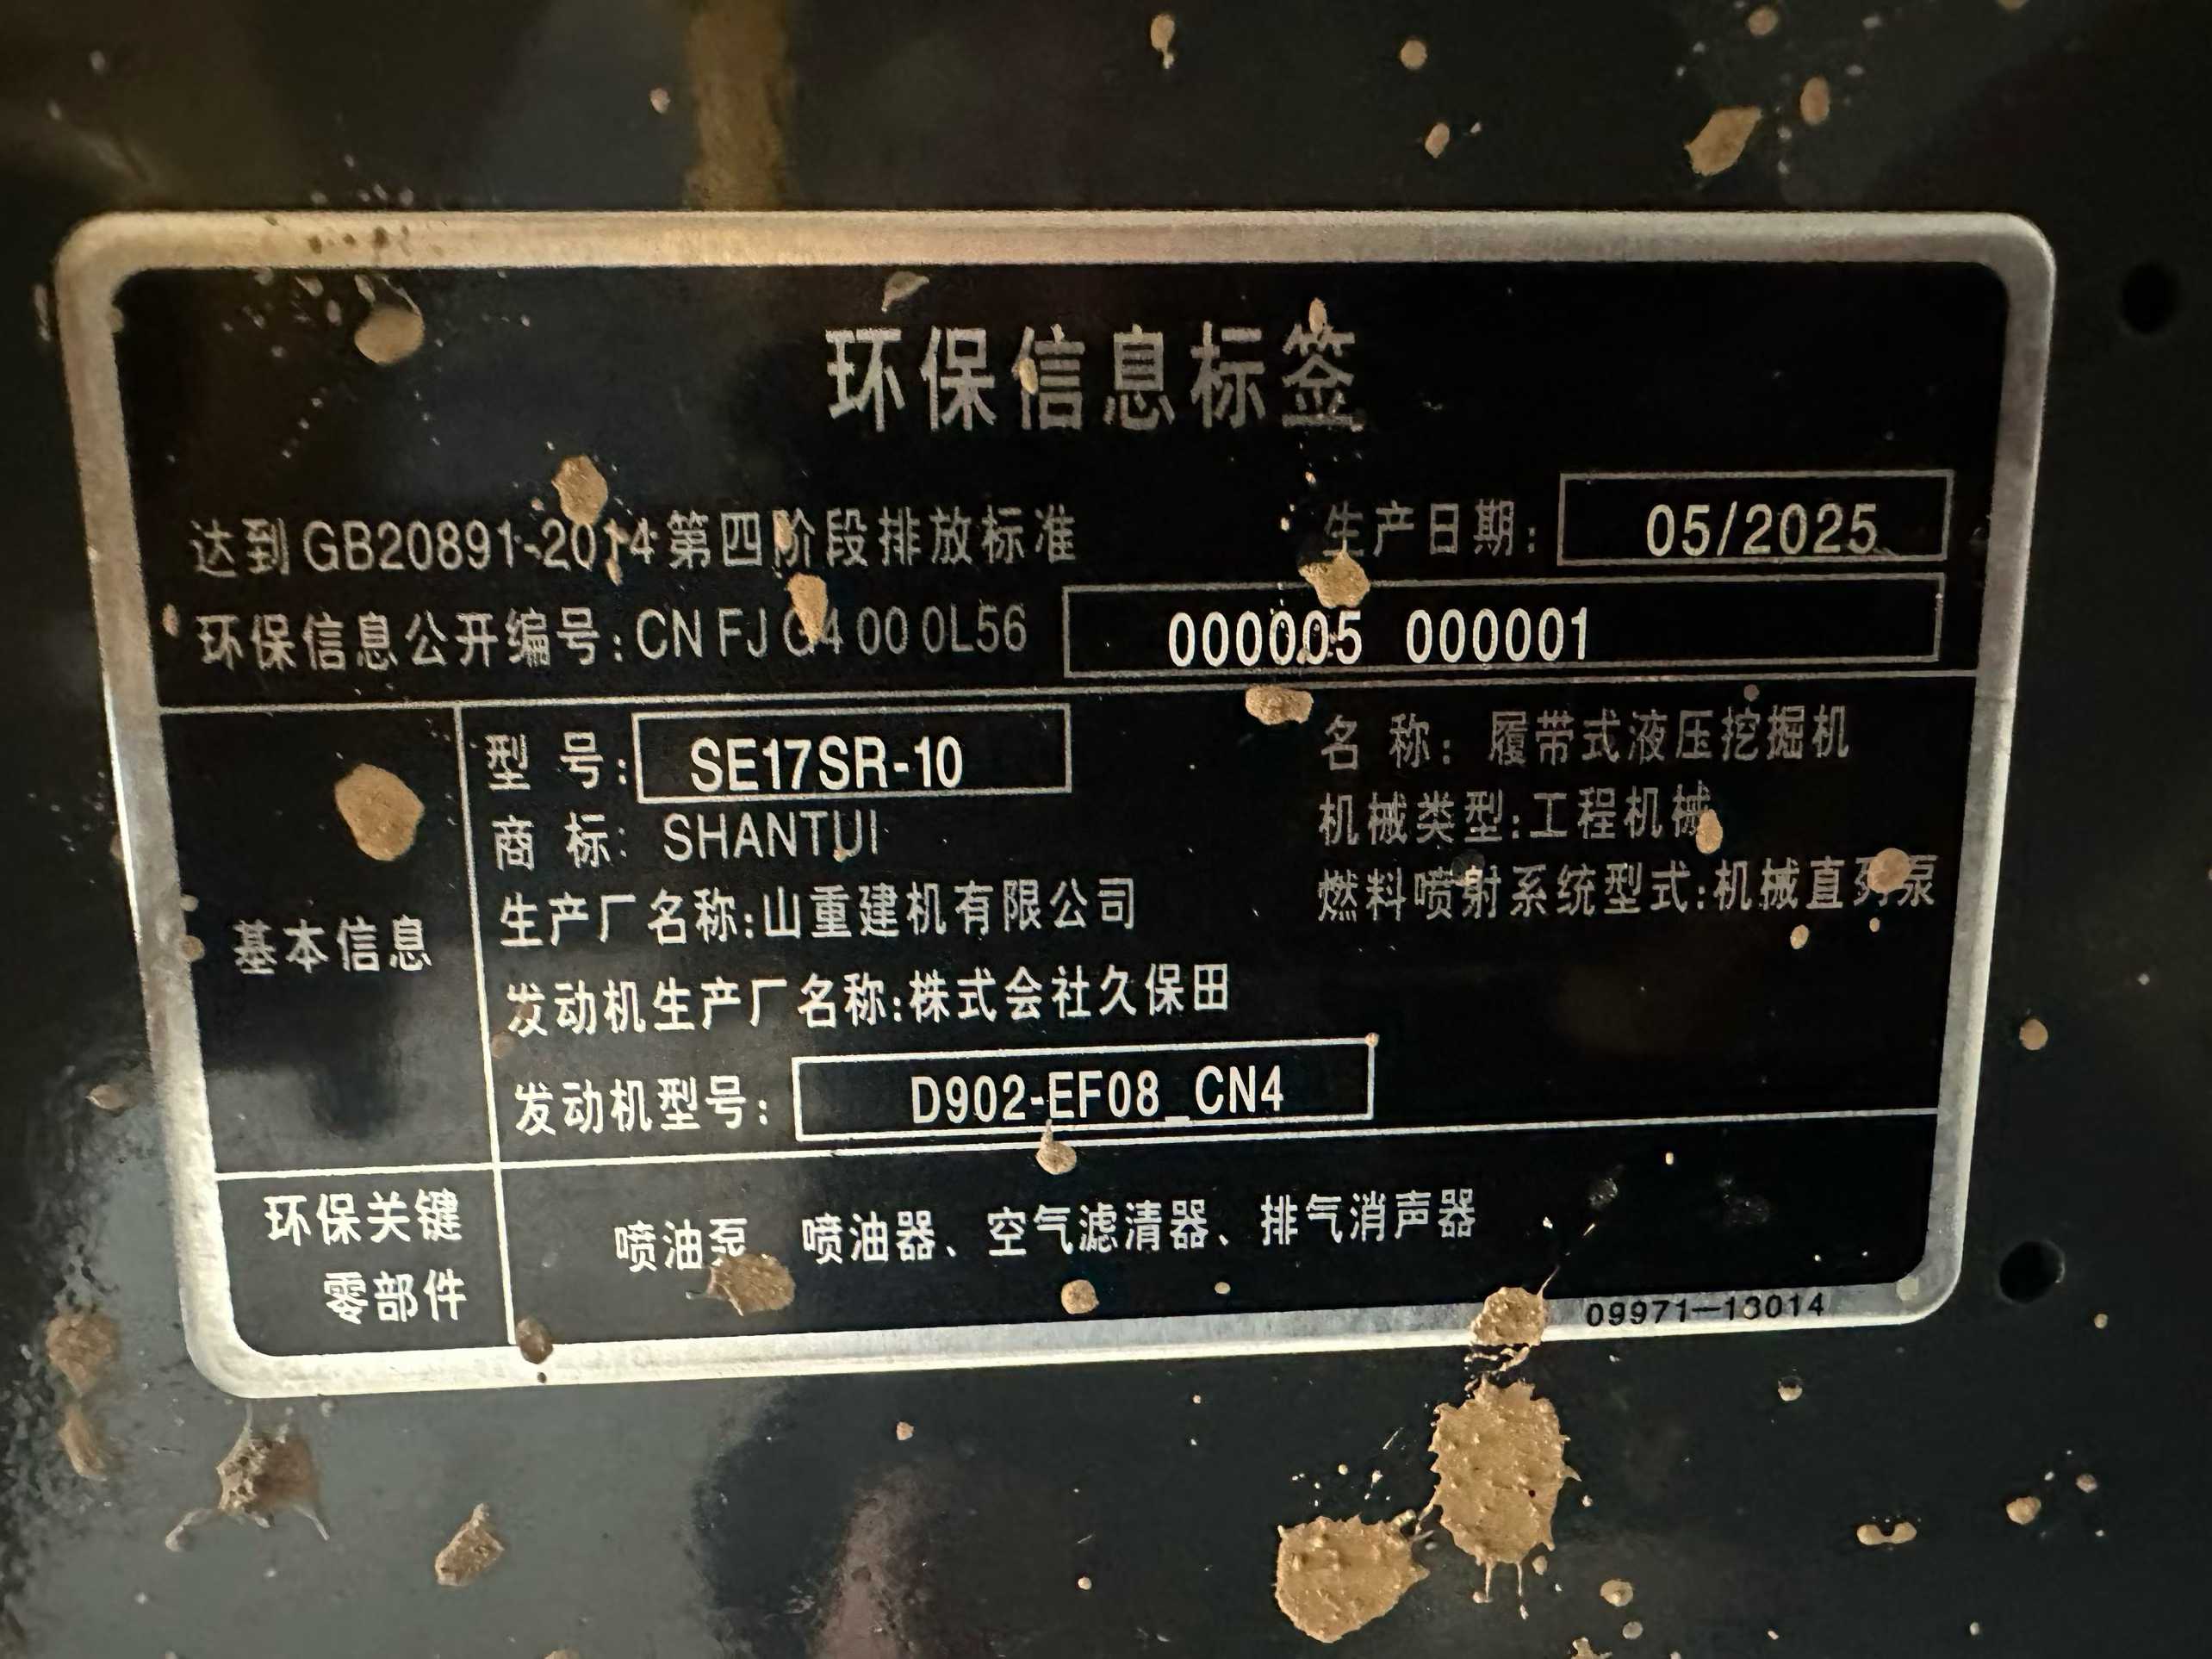 环保信息标签
达到GB20891-2014第四阶段排放标准 生产日期: 05/2025
环保信息公开编号:CN FJ G4 00 0L56 000005 000001
型 号: SE17SR-10 名 称: 履带式液压挖掘机
商 标: SHANTUI 机械类型:工程机械
生产厂名称:山重建机有限公司 燃料喷射系统型式:机械直列泵
基本信息
发动机生产厂名称:株式会社久保田
发动机型号: D902-EF08_CN4
环保关键
零部件
喷油泵、喷油器、空气滤清器、排气消声器
09971-13014